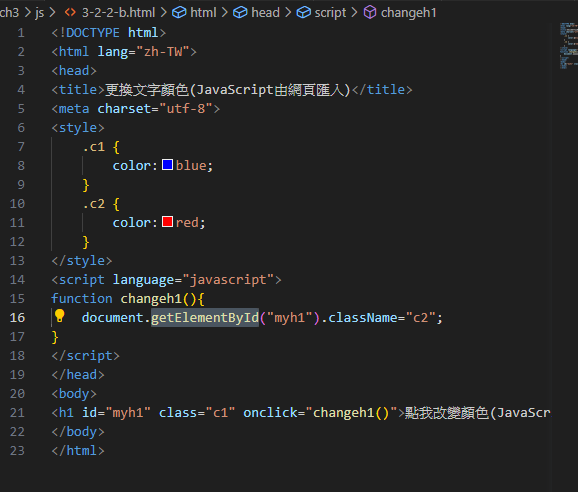 ch3 > js > <> 3-2-2-b.html > html > head > script > changeh1
1 <!DOCTYPE html>
2 <html lang="zh-TW">
3 <head>
4 <title>更換文字顏色(JavaScript由網頁匯入)</title>
5 <meta charset="utf-8">
6 <style>
7 .c1 {
8 color:blue;
9 }
10 .c2 {
11 color:red;
12 }
13 </style>
14 <script language="javascript">
15 function changeh1(){
16 document.getElementById("myh1").className="c2";
17 }
18 </script>
19 </head>
20 <body>
21 <h1 id="myh1" class="c1" onclick="changeh1()">點我改變顏色(JavaScr
22 </body>
23 </html>